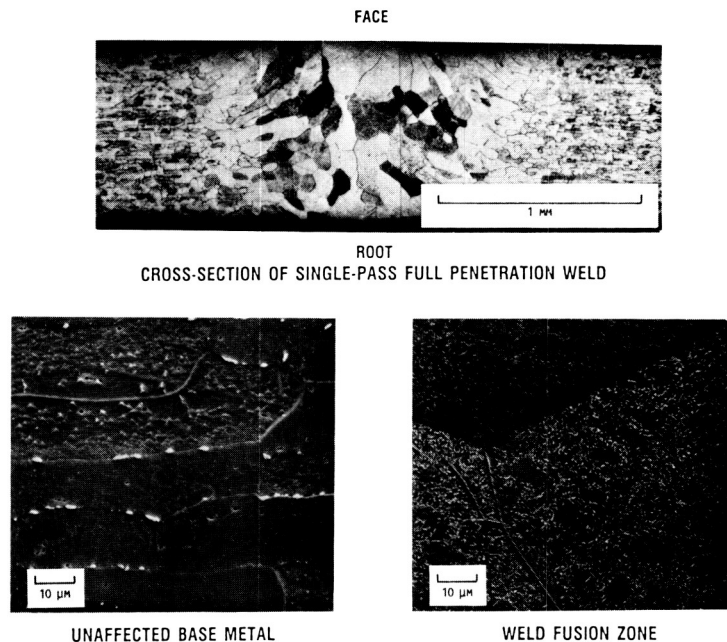 FACE
1 MM
ROOT
CROSS-SECTION OF SINGLE-PASS FULL PENETRATION WELD
10 μM
10 μM
UNAFFECTED BASE METAL
WELD FUSION ZONE